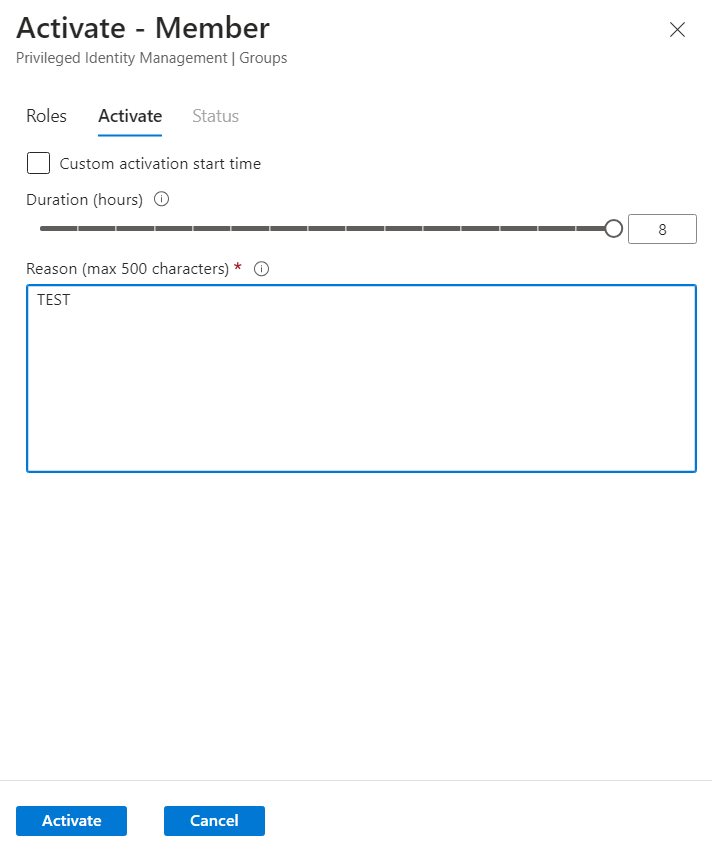 Activate - Member
Privileged Identity Management | Groups
Roles Activate Status
Custom activation start time
Duration (hours)
8
Reason (max 500 characters) *
TEST
Activate Cancel